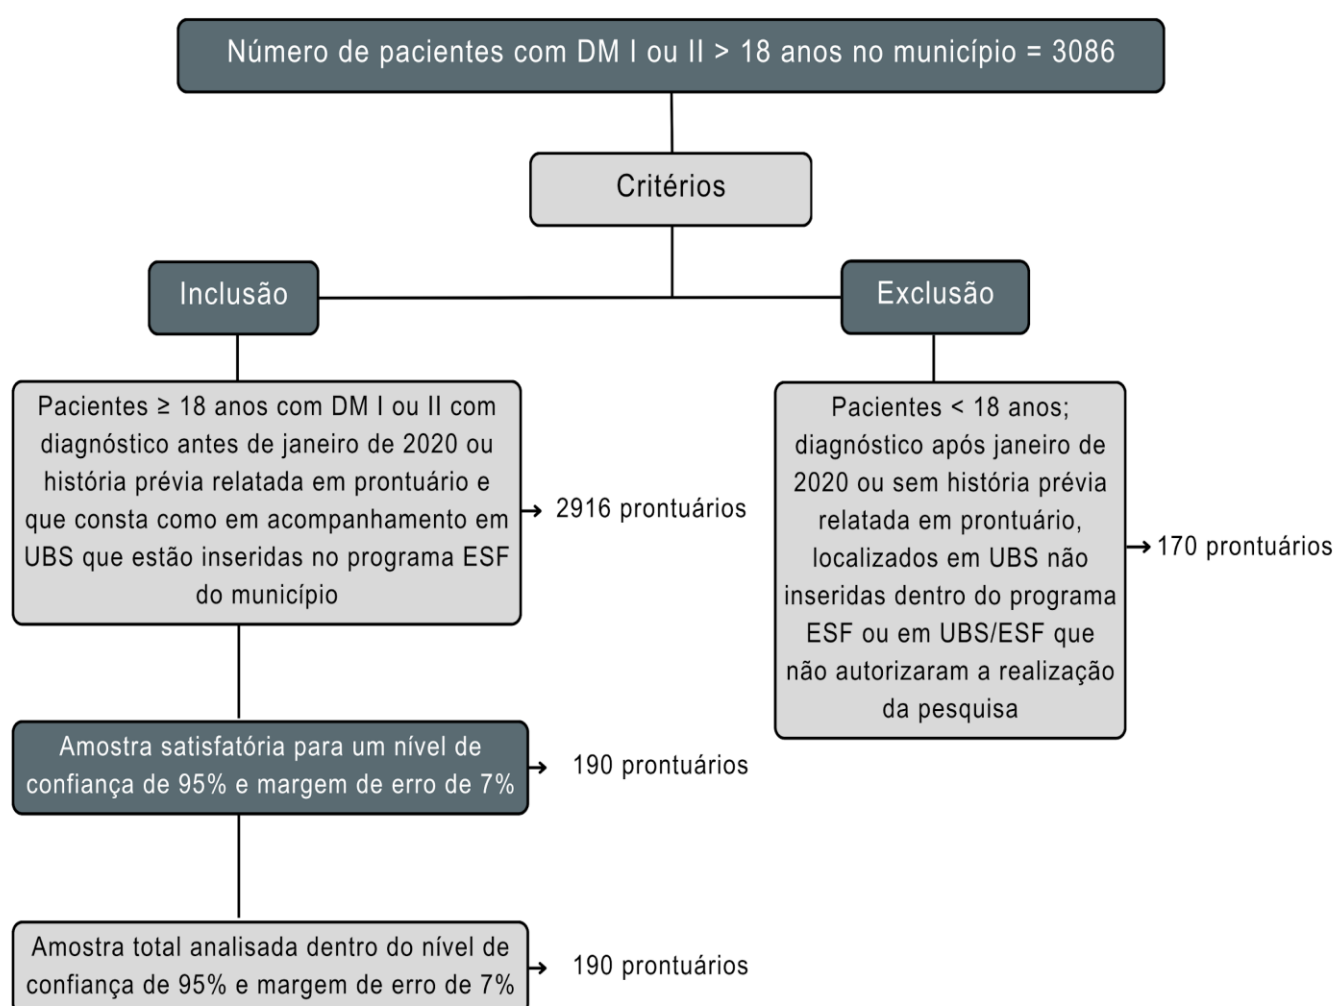 Número de pacientes com DM I ou II > 18 anos no município = 3086
Critérios
Inclusão
Exclusão
Pacientes ≥ 18 anos com DM I ou II com
diagnóstico antes de janeiro de 2020 ou
história prévia relatada em prontuário e
que consta como em acompanhamento em
UBS que estão inseridas no programa ESF
do município
2916 prontuários
Pacientes < 18 anos;
diagnóstico após janeiro de
2020 ou sem história prévia
relatada em prontuário,
localizados em UBS não
inseridas dentro do programa
ESF ou em UBS/ESF que
não autorizaram a realização
da pesquisa
170 prontuários
Amostra satisfatória para um nível de
confiança de 95% e margem de erro de 7%
190 prontuários
Amostra total analisada dentro do nível de
confiança de 95% e margem de erro de 7%
190 prontuários